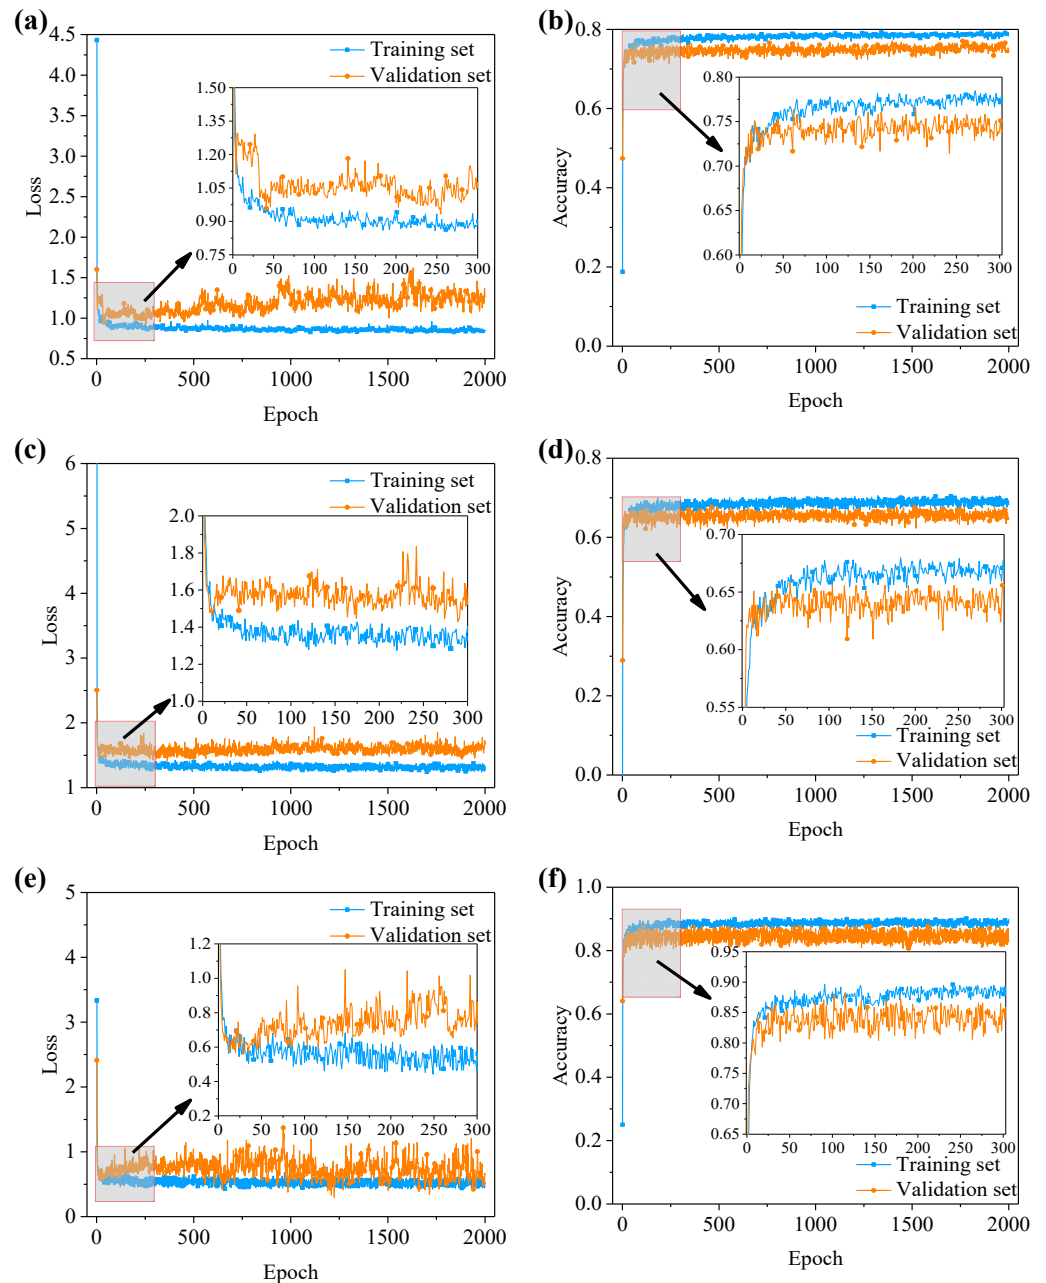 (a)
4.5
4.0
3.5
3.0
2.5
2.0
1.5
1.0
0.5
Loss
Training set
Validation set
1.50
1.35
1.20
1.05
0.90
0.75
0 50 100 150 200 250 300
0 500 1000 1500 2000
Epoch
(b)
0.8
0.6
0.4
0.2
0.0
Accuracy
0.80
0.75
0.70
0.65
0.60
0 50 100 150 200 250 300
Training set
Validation set
0 500 1000 1500 2000
Epoch
(c)
6
5
4
3
2
1
Loss
Training set
Validation set
2.0
1.8
1.6
1.4
1.2
1.0
0 50 100 150 200 250 300
0 500 1000 1500 2000
Epoch
(d)
0.8
0.6
0.4
0.2
0.0
Accuracy
0.70
0.65
0.60
0.55
0 50 100 150 200 250 300
Training set
Validation set
0 500 1000 1500 2000
Epoch
(e)
5
4
3
2
1
0
Loss
Training set
Validation set
1.2
1.0
0.8
0.6
0.4
0.2
0 50 100 150 200 250 300
0 500 1000 1500 2000
Epoch
(f)
1.0
0.8
0.6
0.4
0.2
0.0
Accuracy
0.95
0.90
0.85
0.80
0.75
0.70
0.65
0 50 100 150 200 250 300
Training set
Validation set
0 500 1000 1500 2000
Epoch